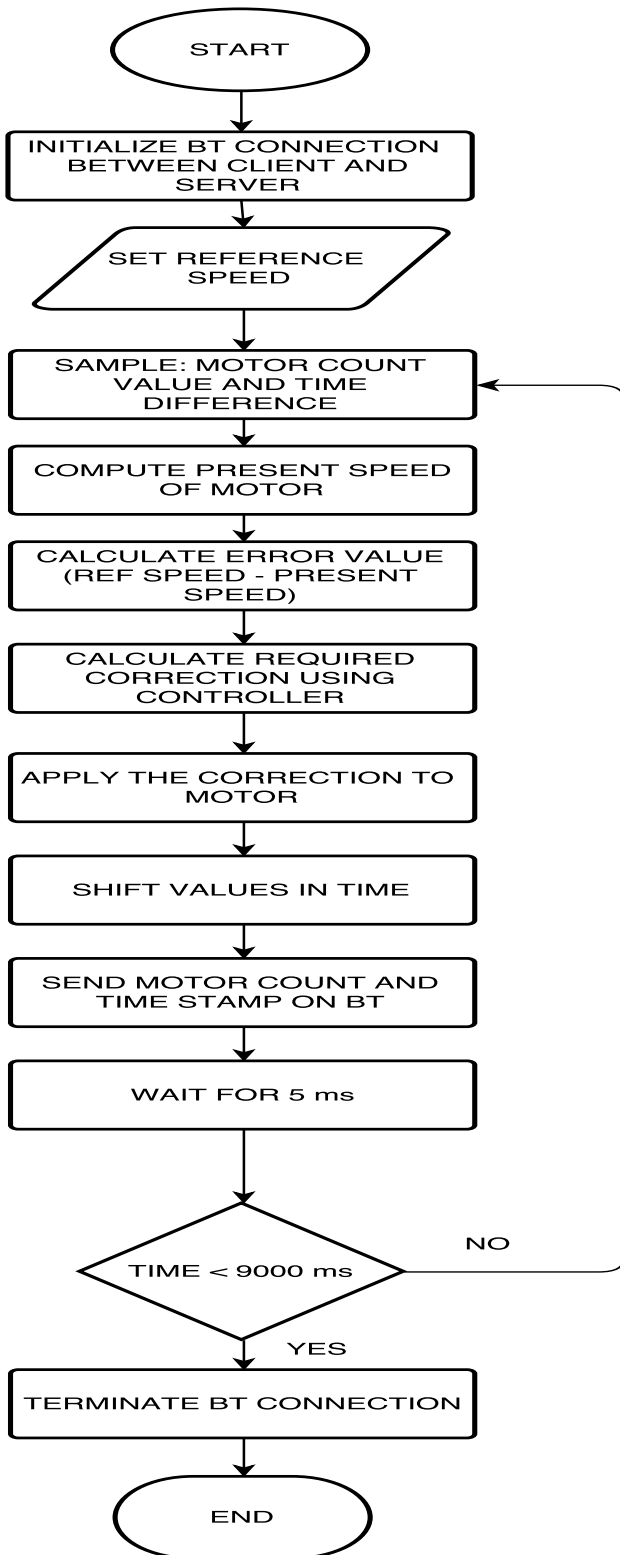 START
INITIALIZE BT CONNECTION
BETWEEN CLIENT AND
SERVER
SET REFERENCE
SPEED
SAMPLE: MOTOR COUNT
VALUE AND TIME
DIFFERENCE
COMPUTE PRESENT SPEED
OF MOTOR
CALCULATE ERROR VALUE
(REF SPEED - PRESENT
SPEED)
CALCULATE REQUIRED
CORRECTION USING
CONTROLLER
APPLY THE CORRECTION TO
MOTOR
SHIFT VALUES IN TIME
SEND MOTOR COUNT AND
TIME STAMP ON BT
WAIT FOR 5 ms
TIME < 9000 ms
NO
YES
TERMINATE BT CONNECTION
END